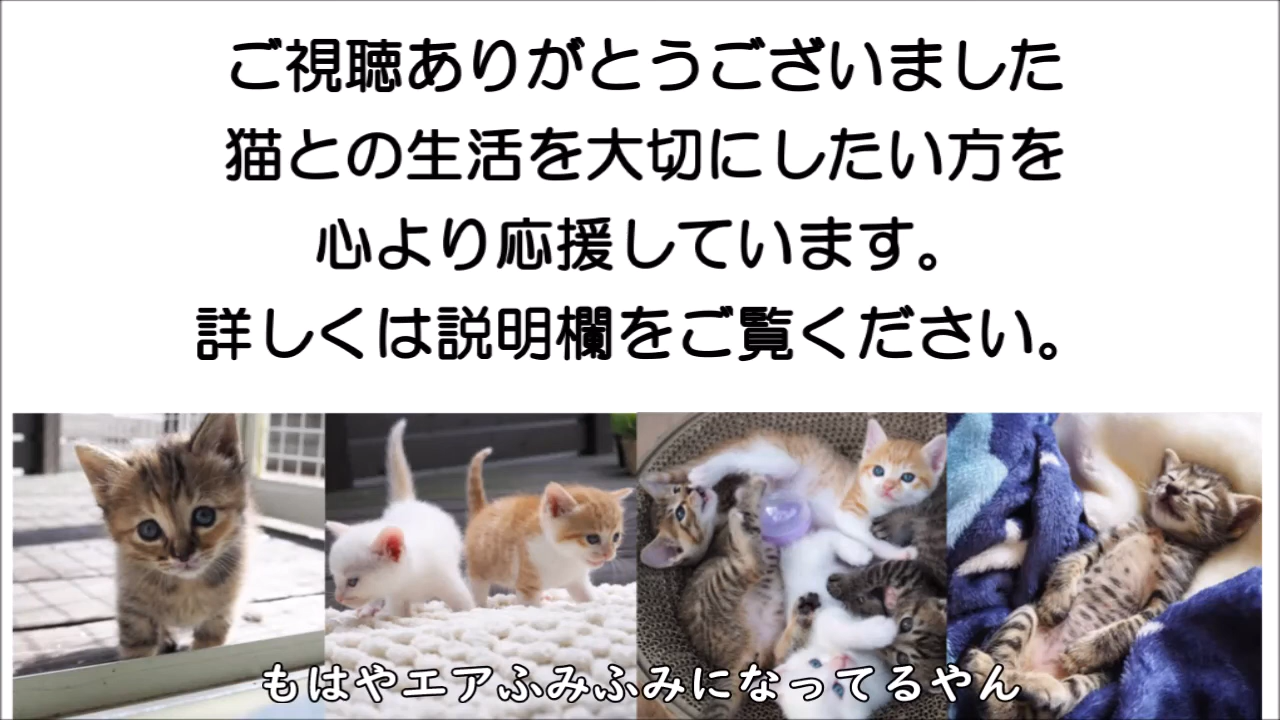 ご視聴ありがとうございました
猫との生活を大切にしたい方を
心より応援しています。
詳しくは説明欄をご覧ください。
もはやエアふみふみになってるやん